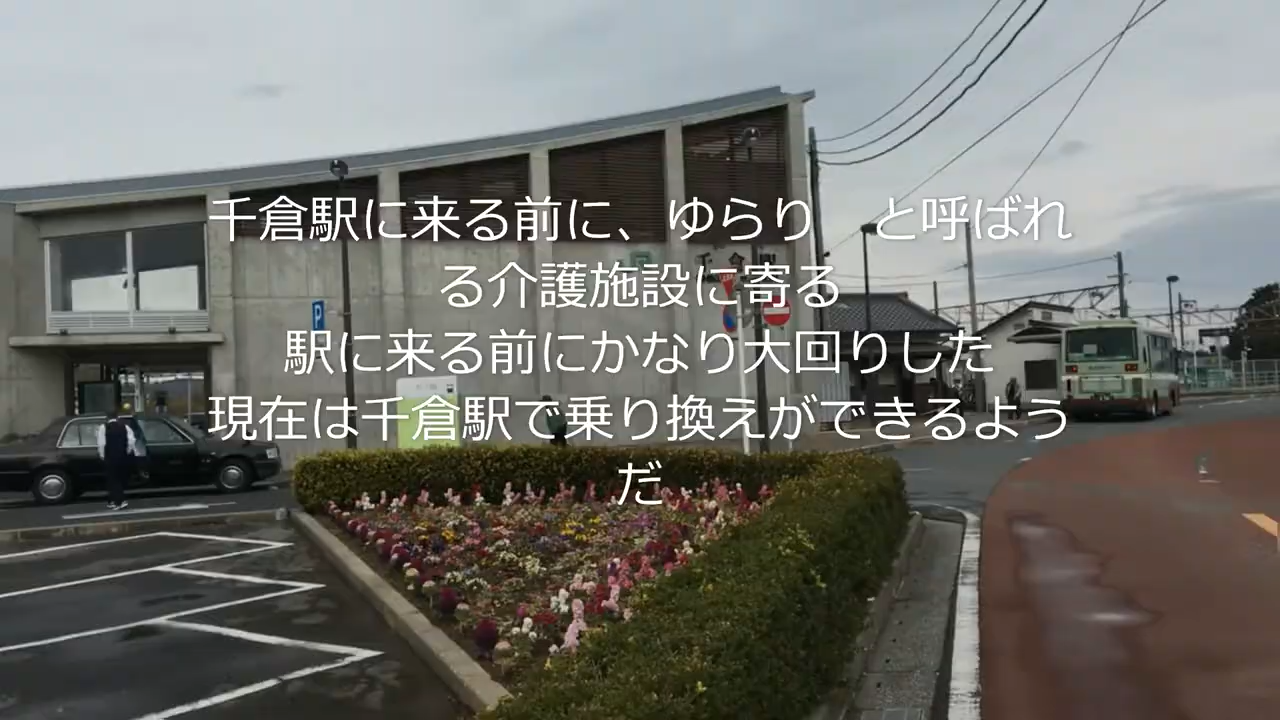 千倉駅に来る前に、ゆらり　と呼ばれ
る介護施設に寄る
駅に来る前にかなり大回りした
現在は千倉駅で乗り換えができるよう
だ
P